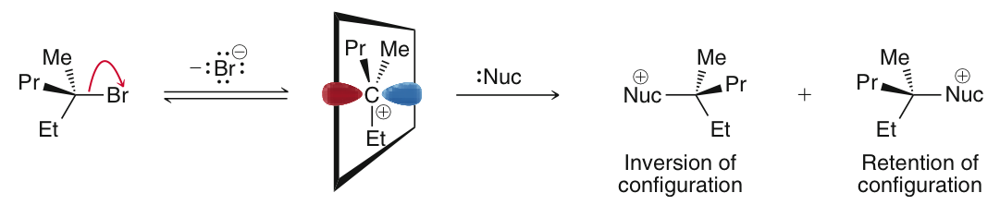 Me
Pr
Br
Et
− :Br: ⊖
Pr Me
C
⊕
Et
:Nuc
⊕
Nuc
Me
Pr
Et
Inversion of
configuration
+
Me
Pr
⊕
Nuc
Et
Retention of
configuration